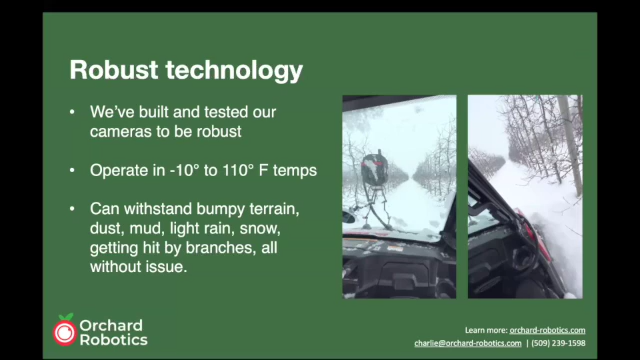 Robust technology
• We've built and tested our
cameras to be robust
• Operate in -10° to 110° F temps
• Can withstand bumpy terrain,
dust, mud, light rain, snow,
getting hit by branches, all
without issue.
Orchard
Robotics
Learn more: orchard-robotics.com
charlie@orchard-robotics.com | (509) 239-1598